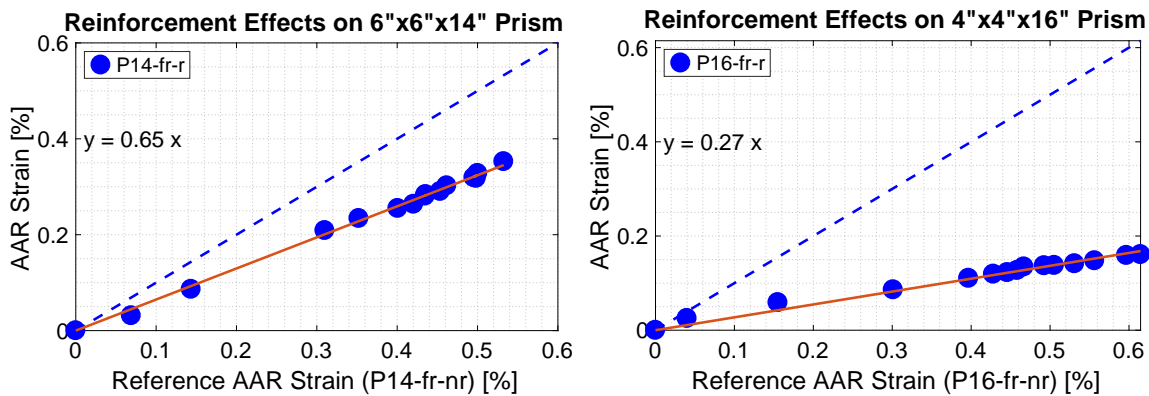 Reinforcement Effects on 6"x6"x14" Prism
0.6
P14-fr-r
AAR Strain [%]
0.4
y = 0.65 x
0.2
0
0
0.1
0.2
0.3
0.4
0.5
0.6
Reference AAR Strain (P14-fr-nr) [%]
Reinforcement Effects on 4"x4"x16" Prism
0.6
P16-fr-r
AAR Strain [%]
0.4
y = 0.27 x
0.2
0
0
0.1
0.2
0.3
0.4
0.5
0.6
Reference AAR Strain (P16-fr-nr) [%]